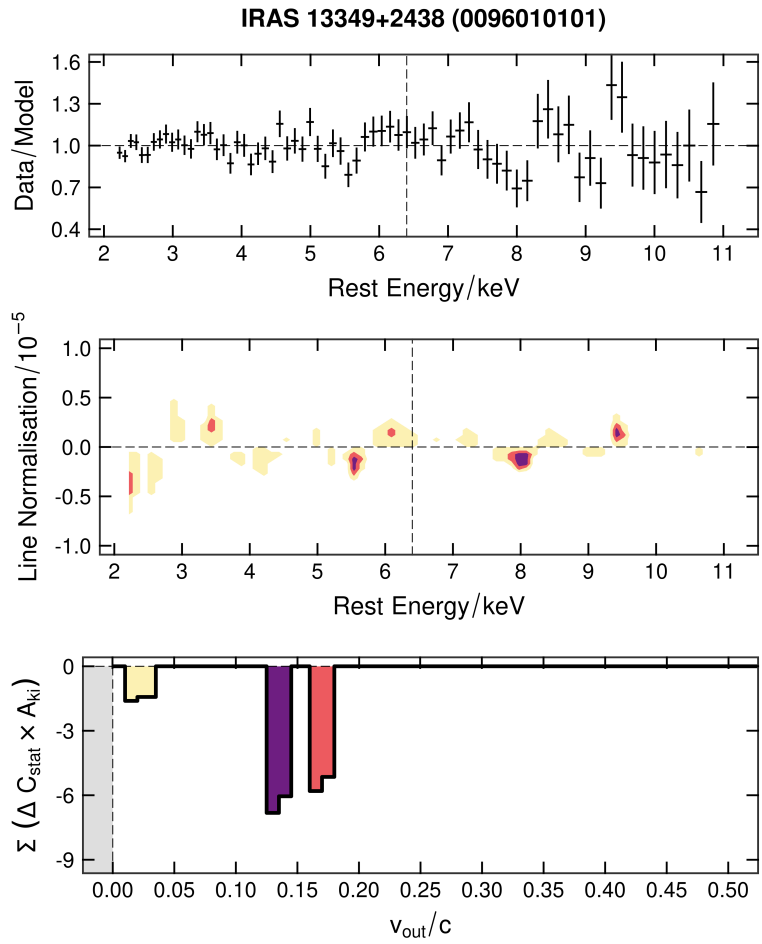 IRAS 13349+2438 (0096010101)
Data/Model
1.6
1.3
1.0
0.7
0.4
2 3 4 5 6 7 8 9 10 11
Rest Energy/keV
Line Normalisation/10⁻⁵
1.0
0.5
0.0
-0.5
-1.0
2 3 4 5 6 7 8 9 10 11
Rest Energy/keV
Σ (Δ C_stat × A_ki)
0
-3
-6
-9
0.00 0.05 0.10 0.15 0.20 0.25 0.30 0.35 0.40 0.45 0.50
v_out/c